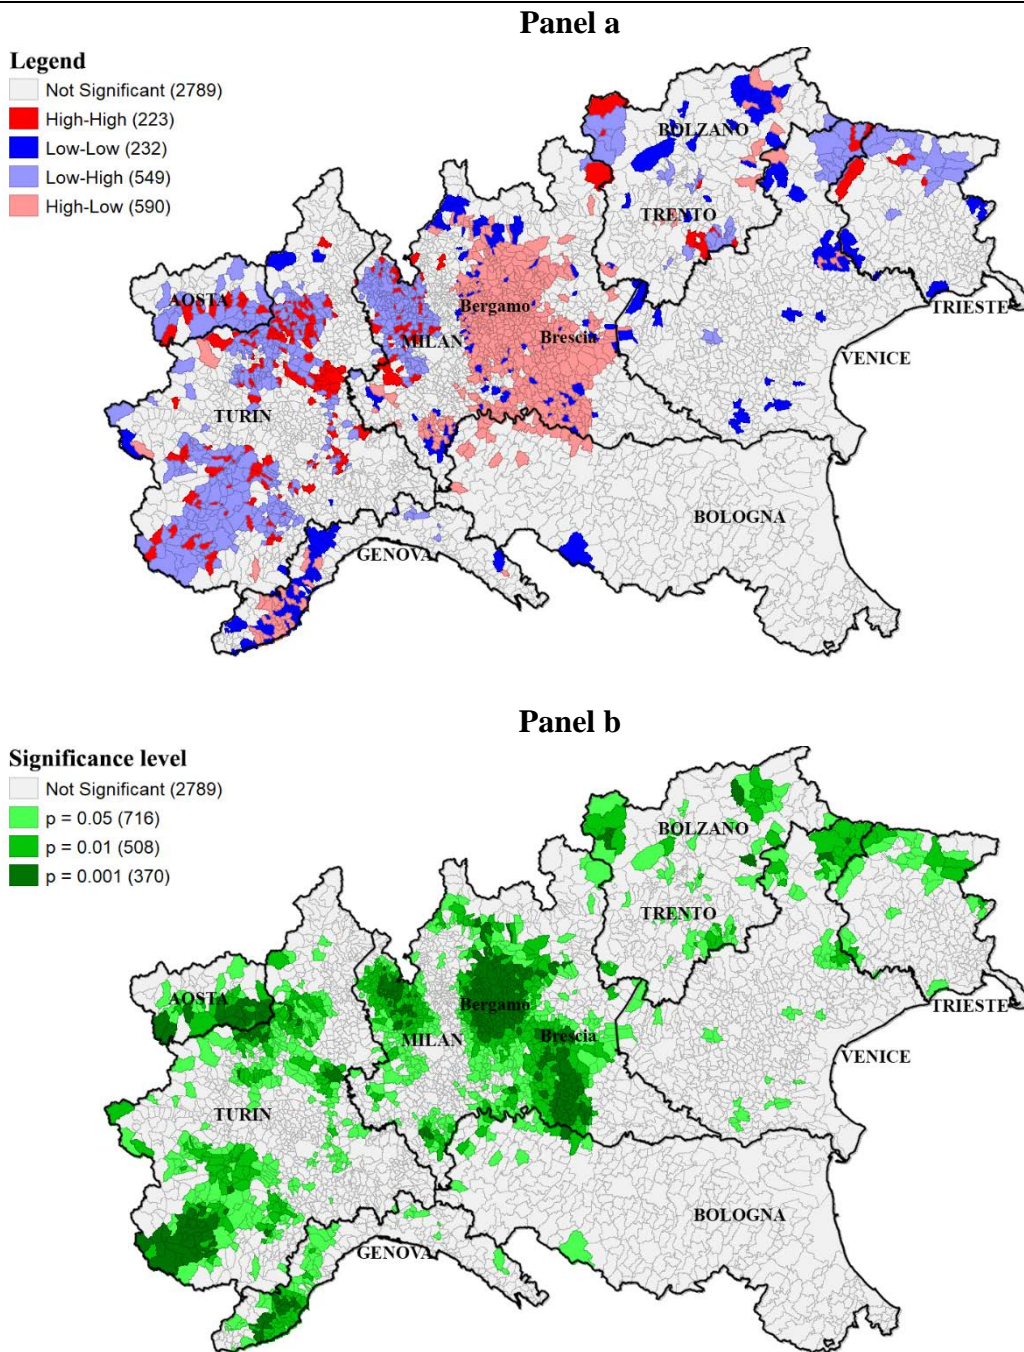 Panel a
Legend
Not Significant (2789)
High-High (223)
Low-Low (232)
Low-High (549)
High-Low (590)
BOLZANO
TRENTO
AOSTA
Bergamo
MILAN
Brescia
TRIESTE
VENICE
TURIN
BOLOGNA
GENOVA
Panel b
Significance level
Not Significant (2789)
p = 0.05 (716)
p = 0.01 (508)
p = 0.001 (370)
BOLZANO
TRENTO
AOSTA
Bergamo
MILAN
Brescia
TRIESTE
VENICE
TURIN
BOLOGNA
GENOVA